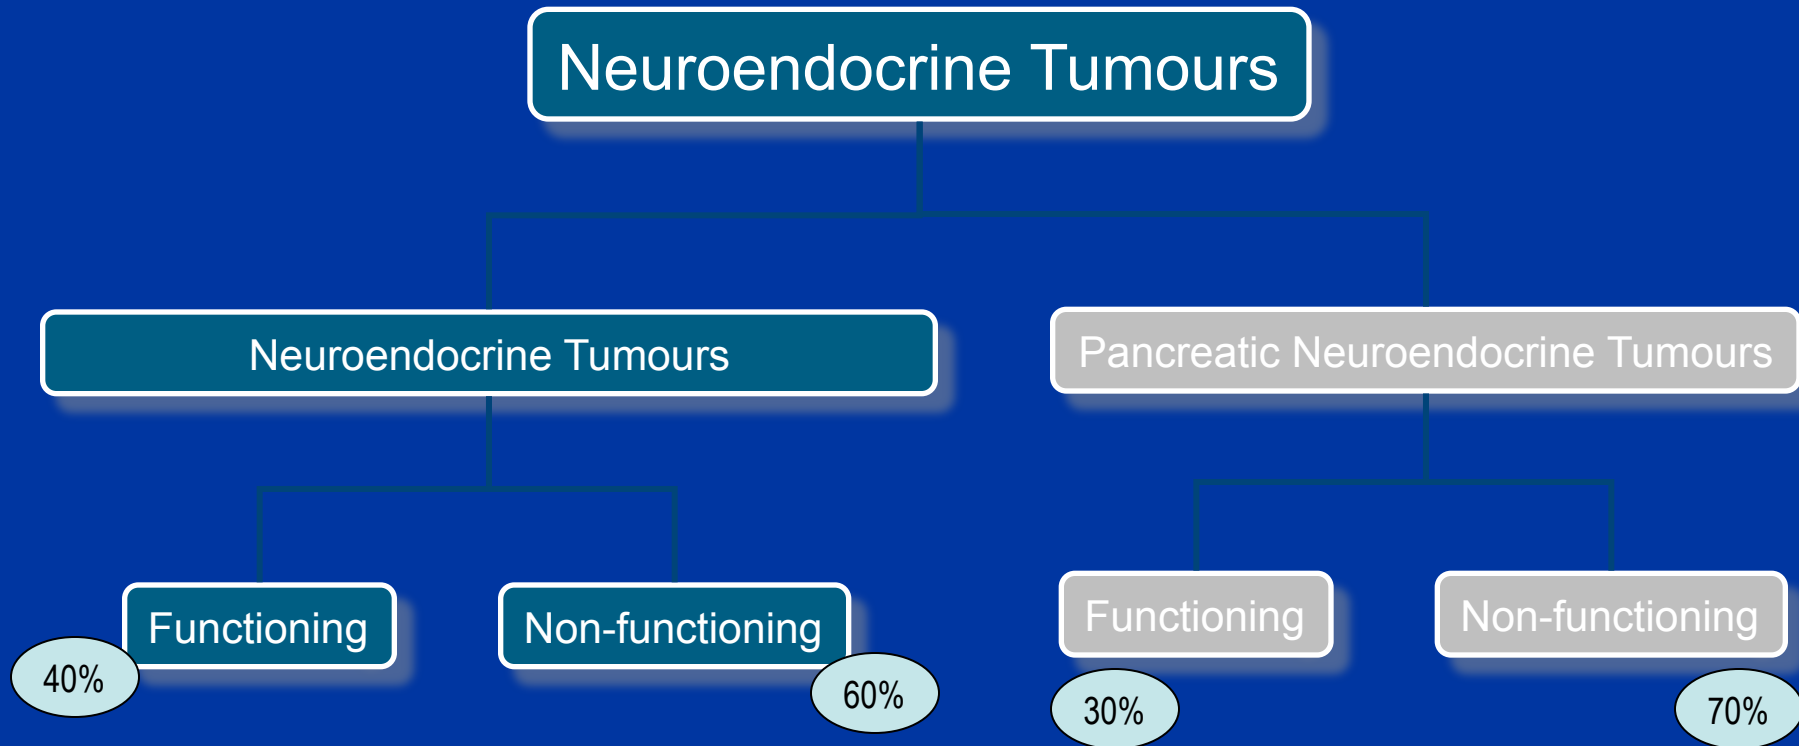 Neuroendocrine Tumours
Neuroendocrine Tumours
Pancreatic Neuroendocrine Tumours
Functioning
Non-functioning
Functioning
Non-functioning
40%
60%
30%
70%